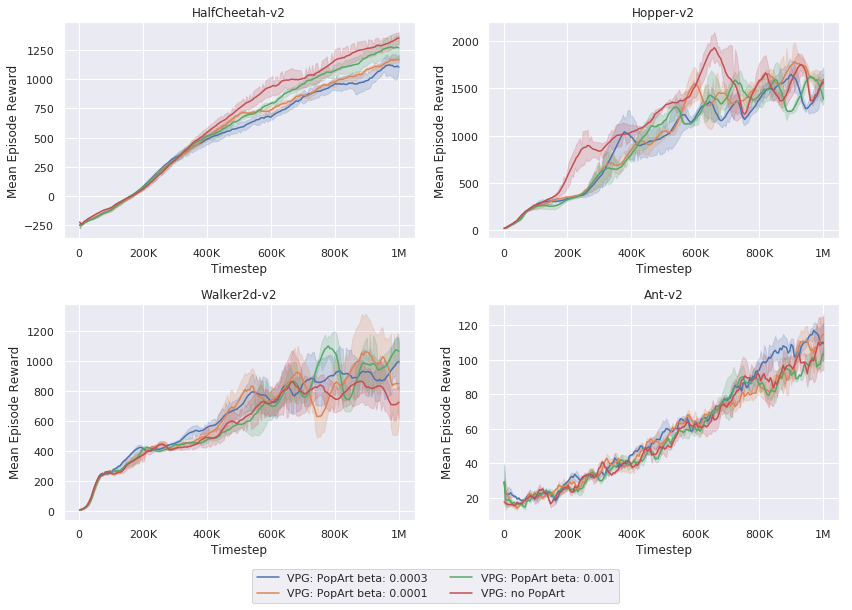 HalfCheetah-v2
Mean Episode Reward
1250
1000
750
500
250
0
−250
0 200K 400K 600K 800K 1M
Timestep
Hopper-v2
Mean Episode Reward
2000
1500
1000
500
0
0 200K 400K 600K 800K 1M
Timestep
Walker2d-v2
Mean Episode Reward
1200
1000
800
600
400
200
0
0 200K 400K 600K 800K 1M
Timestep
Ant-v2
Mean Episode Reward
120
100
80
60
40
20
0 200K 400K 600K 800K 1M
Timestep
VPG: PopArt beta: 0.0003
VPG: PopArt beta: 0.0001
VPG: PopArt beta: 0.001
VPG: no PopArt